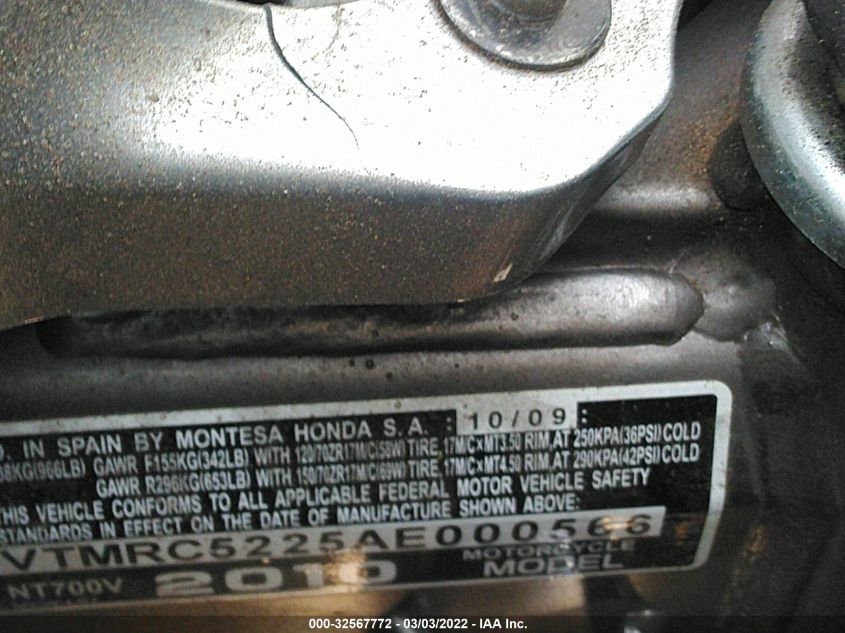 D. IN SPAIN BY MONTESA HONDA S.A. : 10/09 :
38KG(966LB) GAWR F155KG(342LB) WITH 120/70ZR17M/C(58W) TIRE, 17M/C×MT3.50 RIM, AT 250KPA(36PSI) COLD
GAWR R296KG(653LB) WITH 150/70ZR17M/C(69W) TIRE, 17M/C×MT4.50 RIM, AT 290KPA(42PSI) COLD
THIS VEHICLE CONFORMS TO ALL APPLICABLE FEDERAL MOTOR VEHICLE SAFETY
STANDARDS IN EFFECT ON THE DATE OF MANUFACTURE SHOWN ABOVE:
VTMRC5225AE000566
NT700V 2010 MOTORCYCLE MODEL
000-32567772 - 03/03/2022 - IAA Inc.